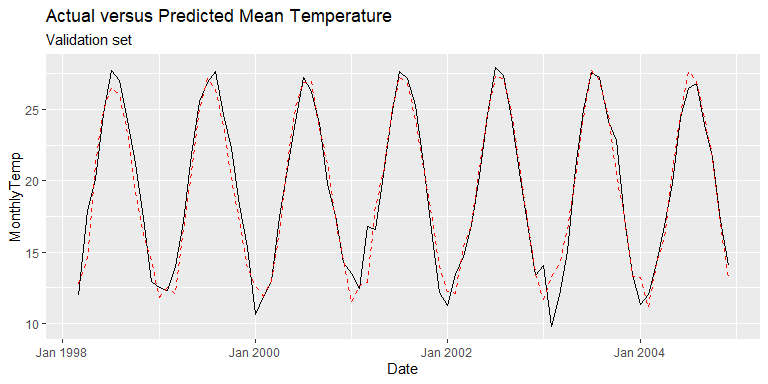 Actual versus Predicted Mean Temperature
Validation set
MonthlyTemp
25
20
15
10
Jan 1998
Jan 2000
Jan 2002
Jan 2004
Date